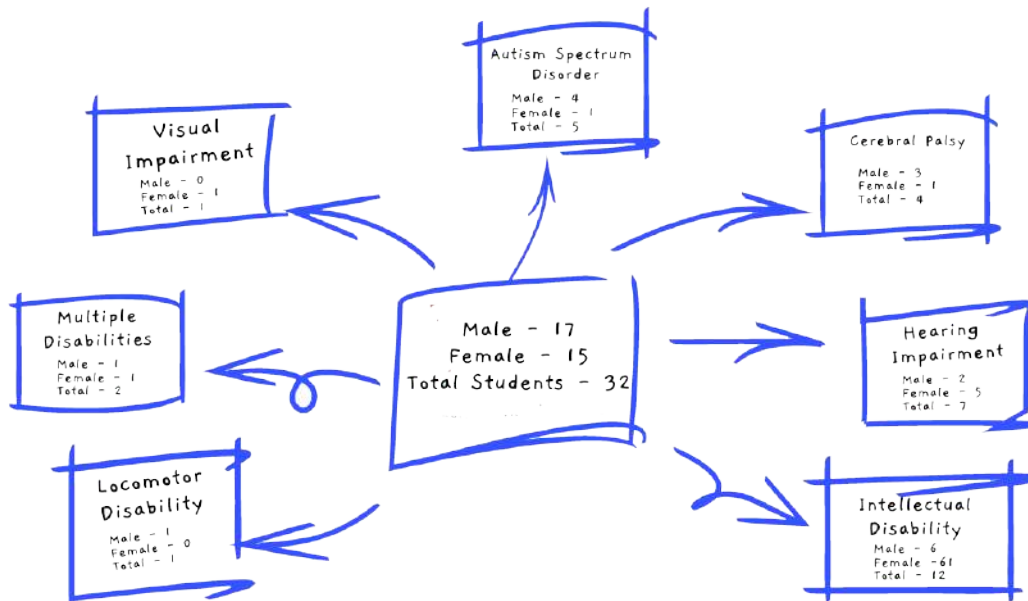 Autism Spectrum
Disorder
Male - 4
Female - 1
Total - 5
Visual
Impairment
Male - 0
Female - 1
Total - 1
Cerebral Palsy
Male - 3
Female - 1
Total - 4
Male - 17
Female - 15
Total Students - 32
Multiple
Disabilities
Male - 1
Female - 1
Total - 2
Hearing
Impairment
Male - 2
Female - 5
Total - 7
Locomotor
Disability
Male - 1
Female - 0
Total - 1
Intellectual
Disability
Male - 6
Female -61
Total - 12